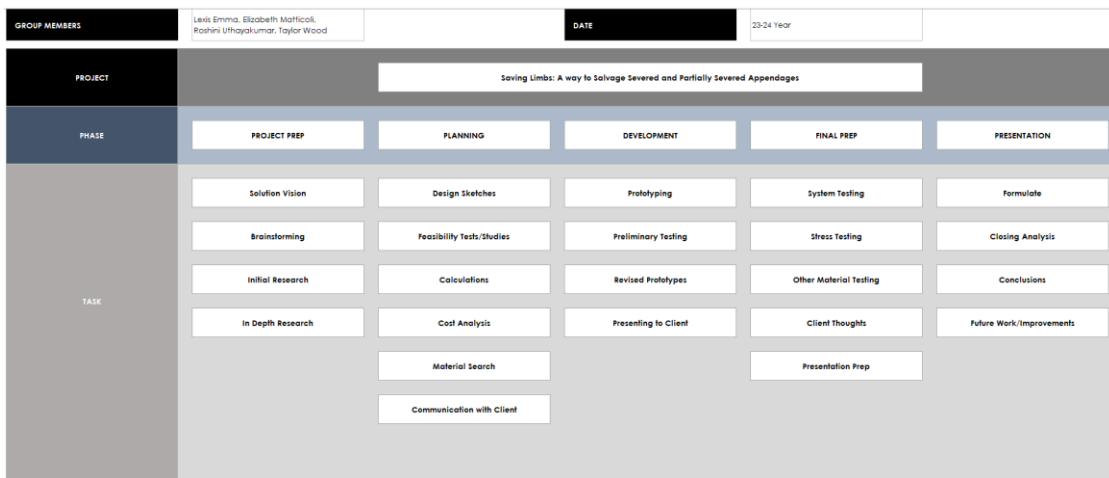 GROUP MEMBERS
Lexis Emma, Elizabeth Matticoli,
Roshini Uthayakumar, Taylor Wood
DATE
23-24 Year
PROJECT
Saving Limbs: A way to Salvage Severed and Partially Severed Appendages
PHASE
PROJECT PREP
PLANNING
DEVELOPMENT
FINAL PREP
PRESENTATION
TASK
Solution Vision
Design Sketches
Prototyping
System Testing
Formulate
Brainstorming
Feasibility Tests/Studies
Preliminary Testing
Stress Testing
Closing Analysis
Initial Research
Calculations
Revised Prototypes
Other Material Testing
Conclusions
In Depth Research
Cost Analysis
Presenting to Client
Client Thoughts
Future Work/Improvements
Material Search
Presentation Prep
Communication with Client